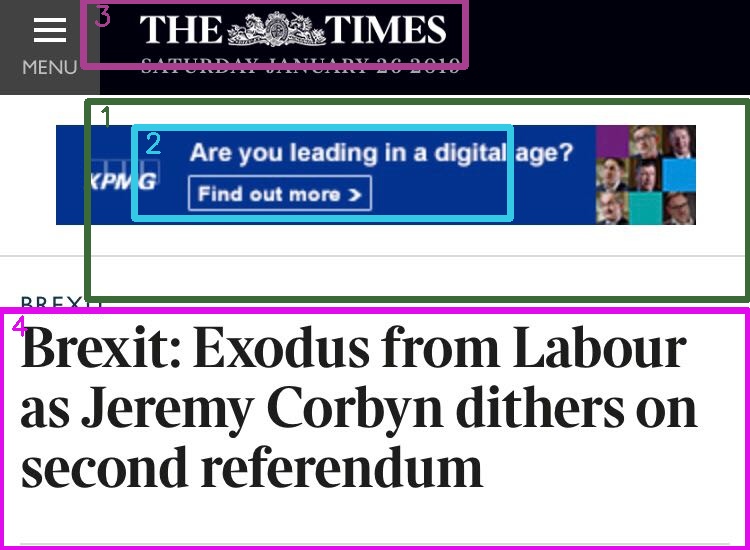 MENU
THE TIMES
SATURDAY JANUARY 26 2019
KPMG
Are you leading in a digital age?
Find out more >
BREXIT
Brexit: Exodus from Labour
as Jeremy Corbyn dithers on
second referendum
3
1
2
4